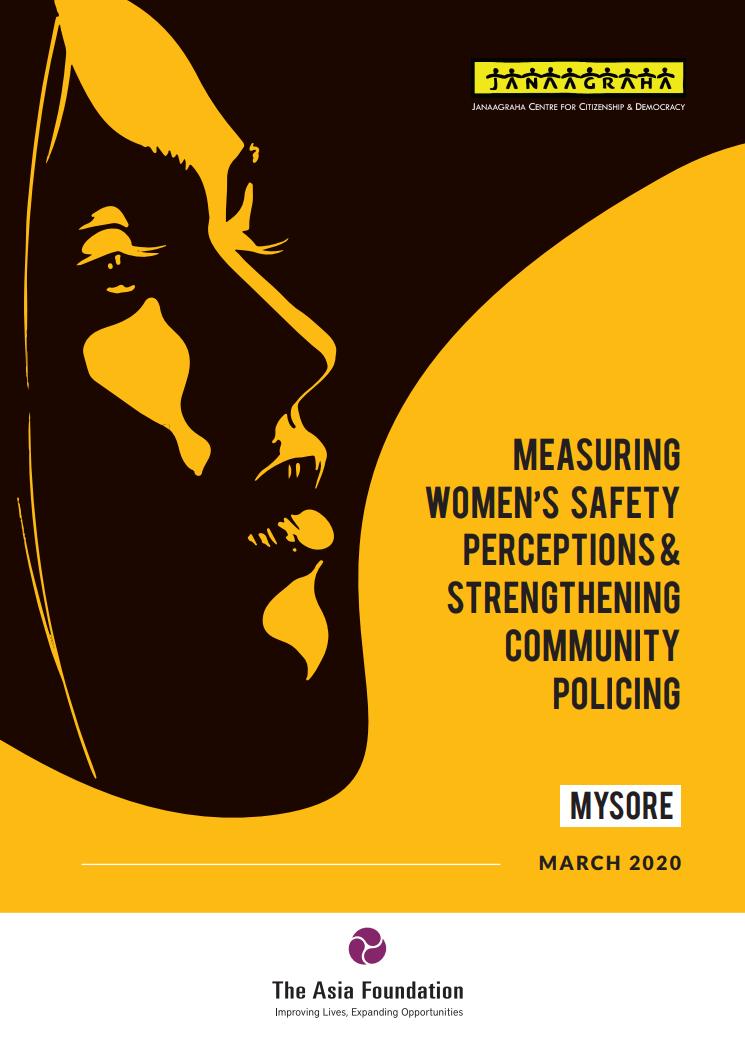 JANAAGRAHA
JANAAGRAHA CENTRE FOR CITIZENSHIP & DEMOCRACY
MEASURING
WOMEN'S SAFETY
PERCEPTIONS &
STRENGTHENING
COMMUNITY
POLICING
MYSORE
MARCH 2020
The Asia Foundation
Improving Lives, Expanding Opportunities